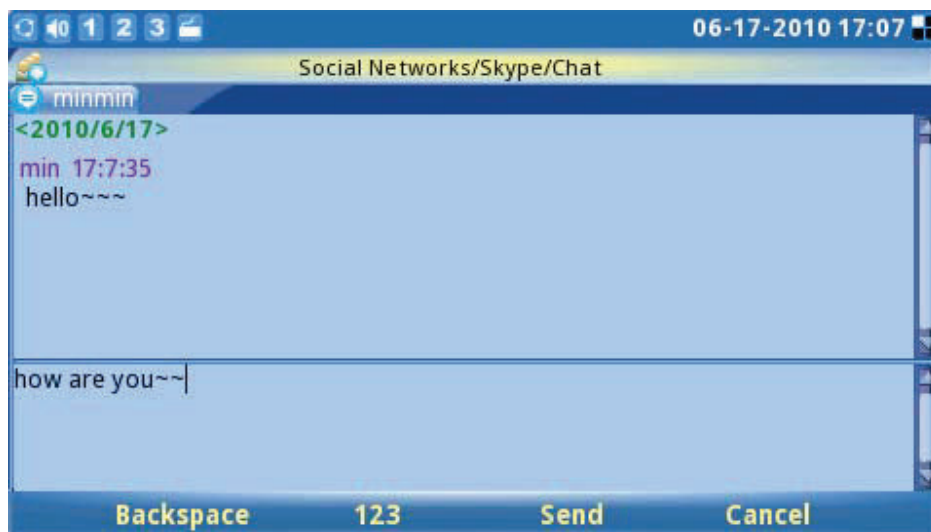 1 2 3 06-17-2010 17:07
Social Networks/Skype/Chat
minmin
<2010/6/17>
min 17:7:35
hello~~~
how are you~~
Backspace 123 Send Cancel